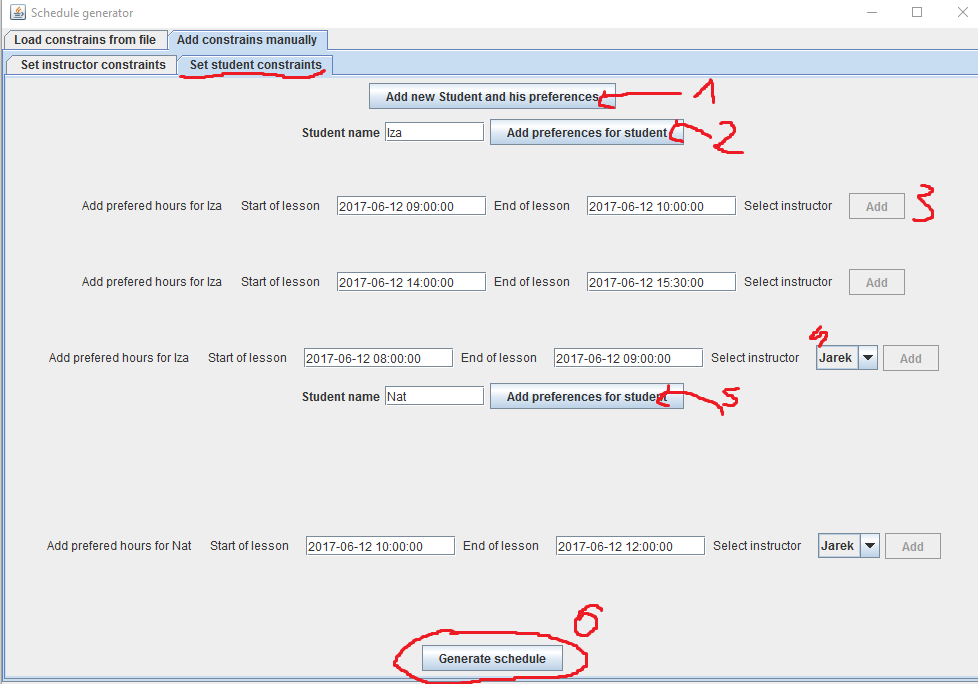 Schedule generator
Load constrains from file Add constrains manually
Set instructor constraints Set student constraints
Add new Student and his preferences 1
Student name Iza Add preferences for student 2
Add prefered hours for Iza Start of lesson 2017-06-12 09:00:00 End of lesson 2017-06-12 10:00:00 Select instructor Add 3
Add prefered hours for Iza Start of lesson 2017-06-12 14:00:00 End of lesson 2017-06-12 15:30:00 Select instructor Add
4
Add prefered hours for Iza Start of lesson 2017-06-12 08:00:00 End of lesson 2017-06-12 09:00:00 Select instructor Jarek Add
Student name Nat Add preferences for student 5
Add prefered hours for Nat Start of lesson 2017-06-12 10:00:00 End of lesson 2017-06-12 12:00:00 Select instructor Jarek Add
6
Generate schedule